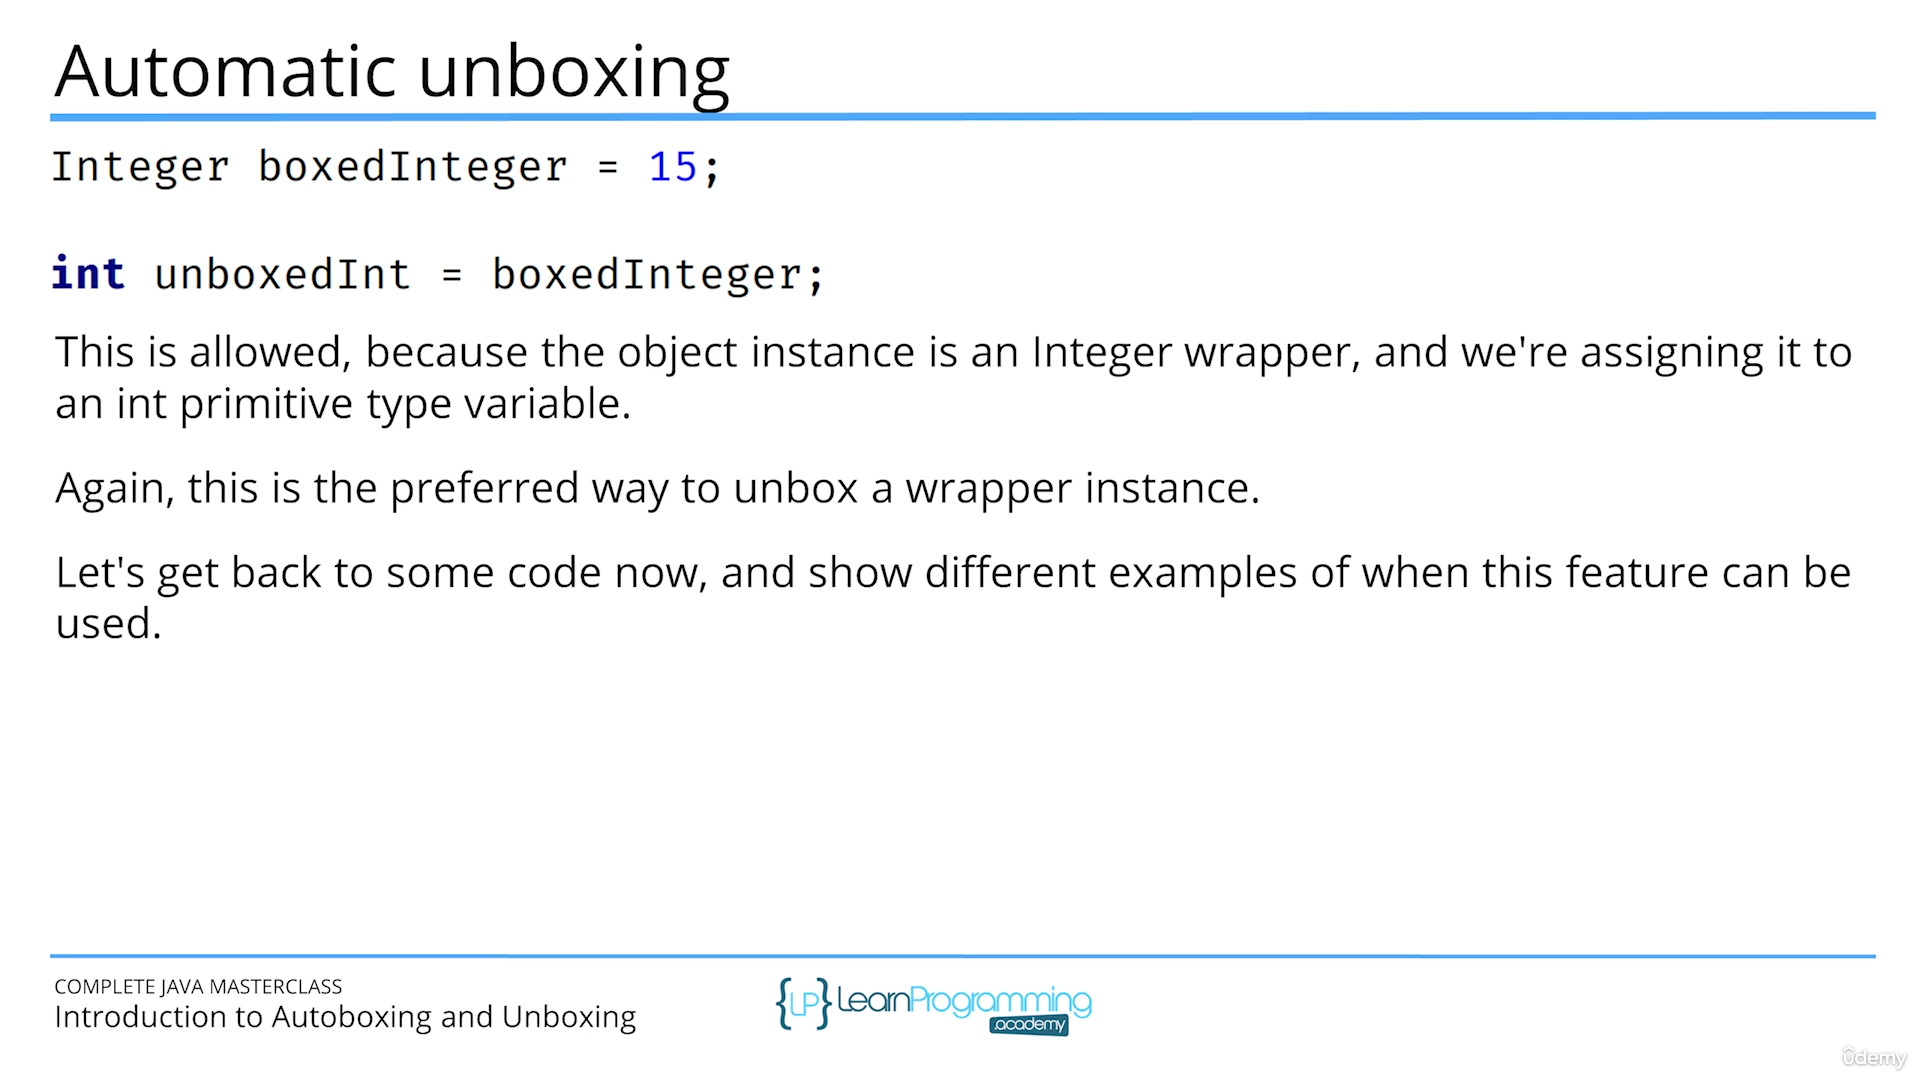 Automatic unboxing
Integer boxedInteger = 15;
int unboxedInt = boxedInteger;
This is allowed, because the object instance is an Integer wrapper, and we're assigning it to
an int primitive type variable.
Again, this is the preferred way to unbox a wrapper instance.
Let's get back to some code now, and show different examples of when this feature can be
used.
COMPLETE JAVA MASTERCLASS
Introduction to Autoboxing and Unboxing
{LP} LearnProgramming
.academy
ûdemy